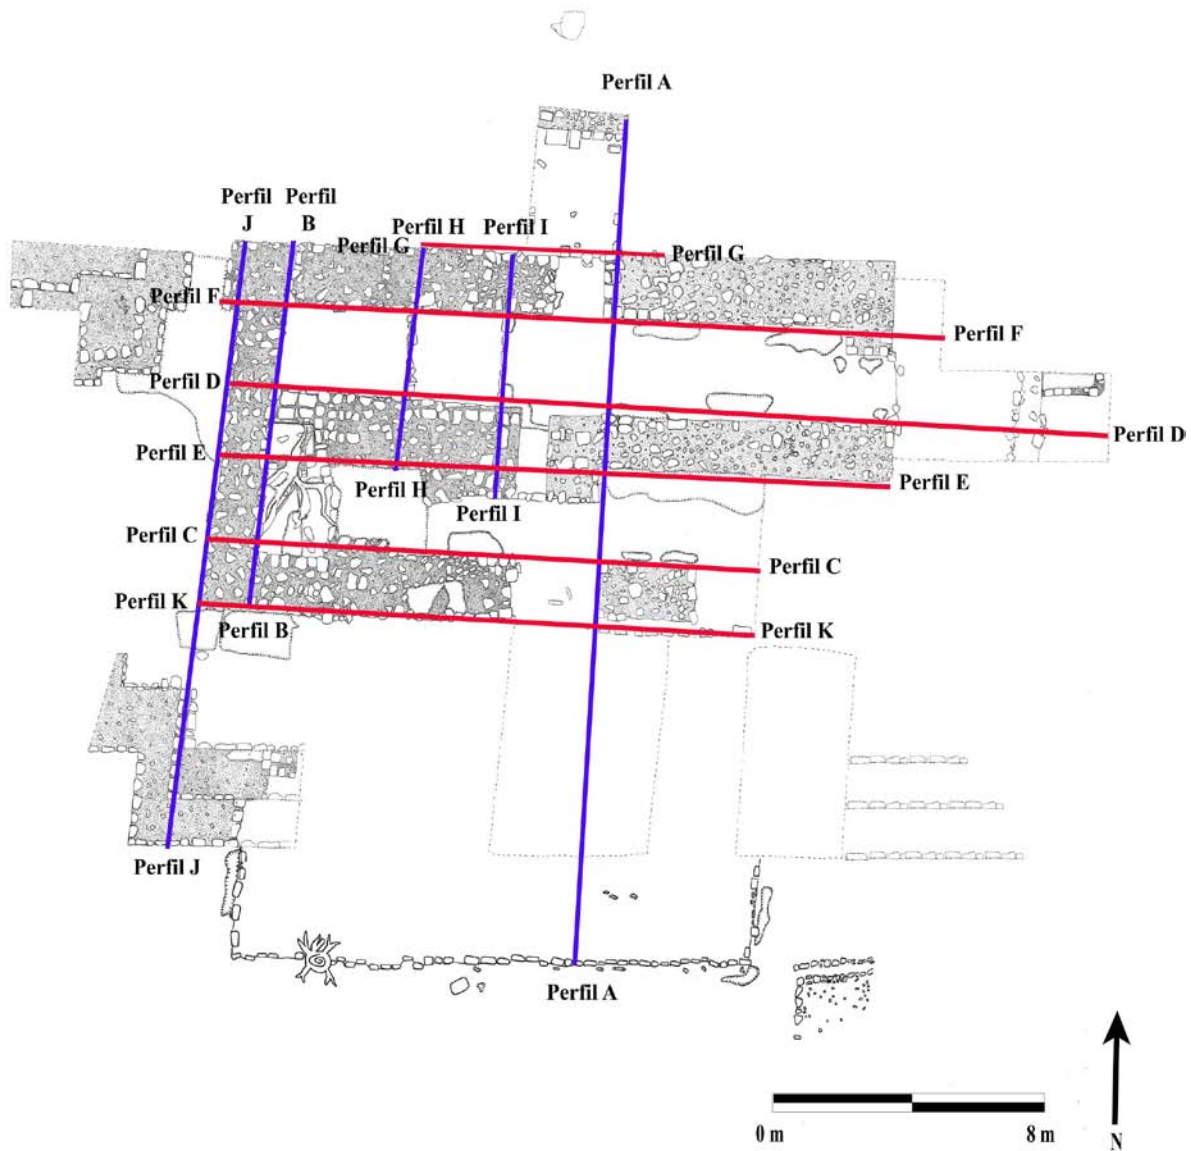 Perfil A
Perfil
J
Perfil
B
Perfil H
Perfil I
Perfil G
Perfil G
Perfil F
Perfil F
Perfil D
Perfil D
Perfil E
Perfil E
Perfil H
Perfil I
Perfil C
Perfil C
Perfil K
Perfil B
Perfil K
Perfil J
Perfil A
0 m
8 m
N